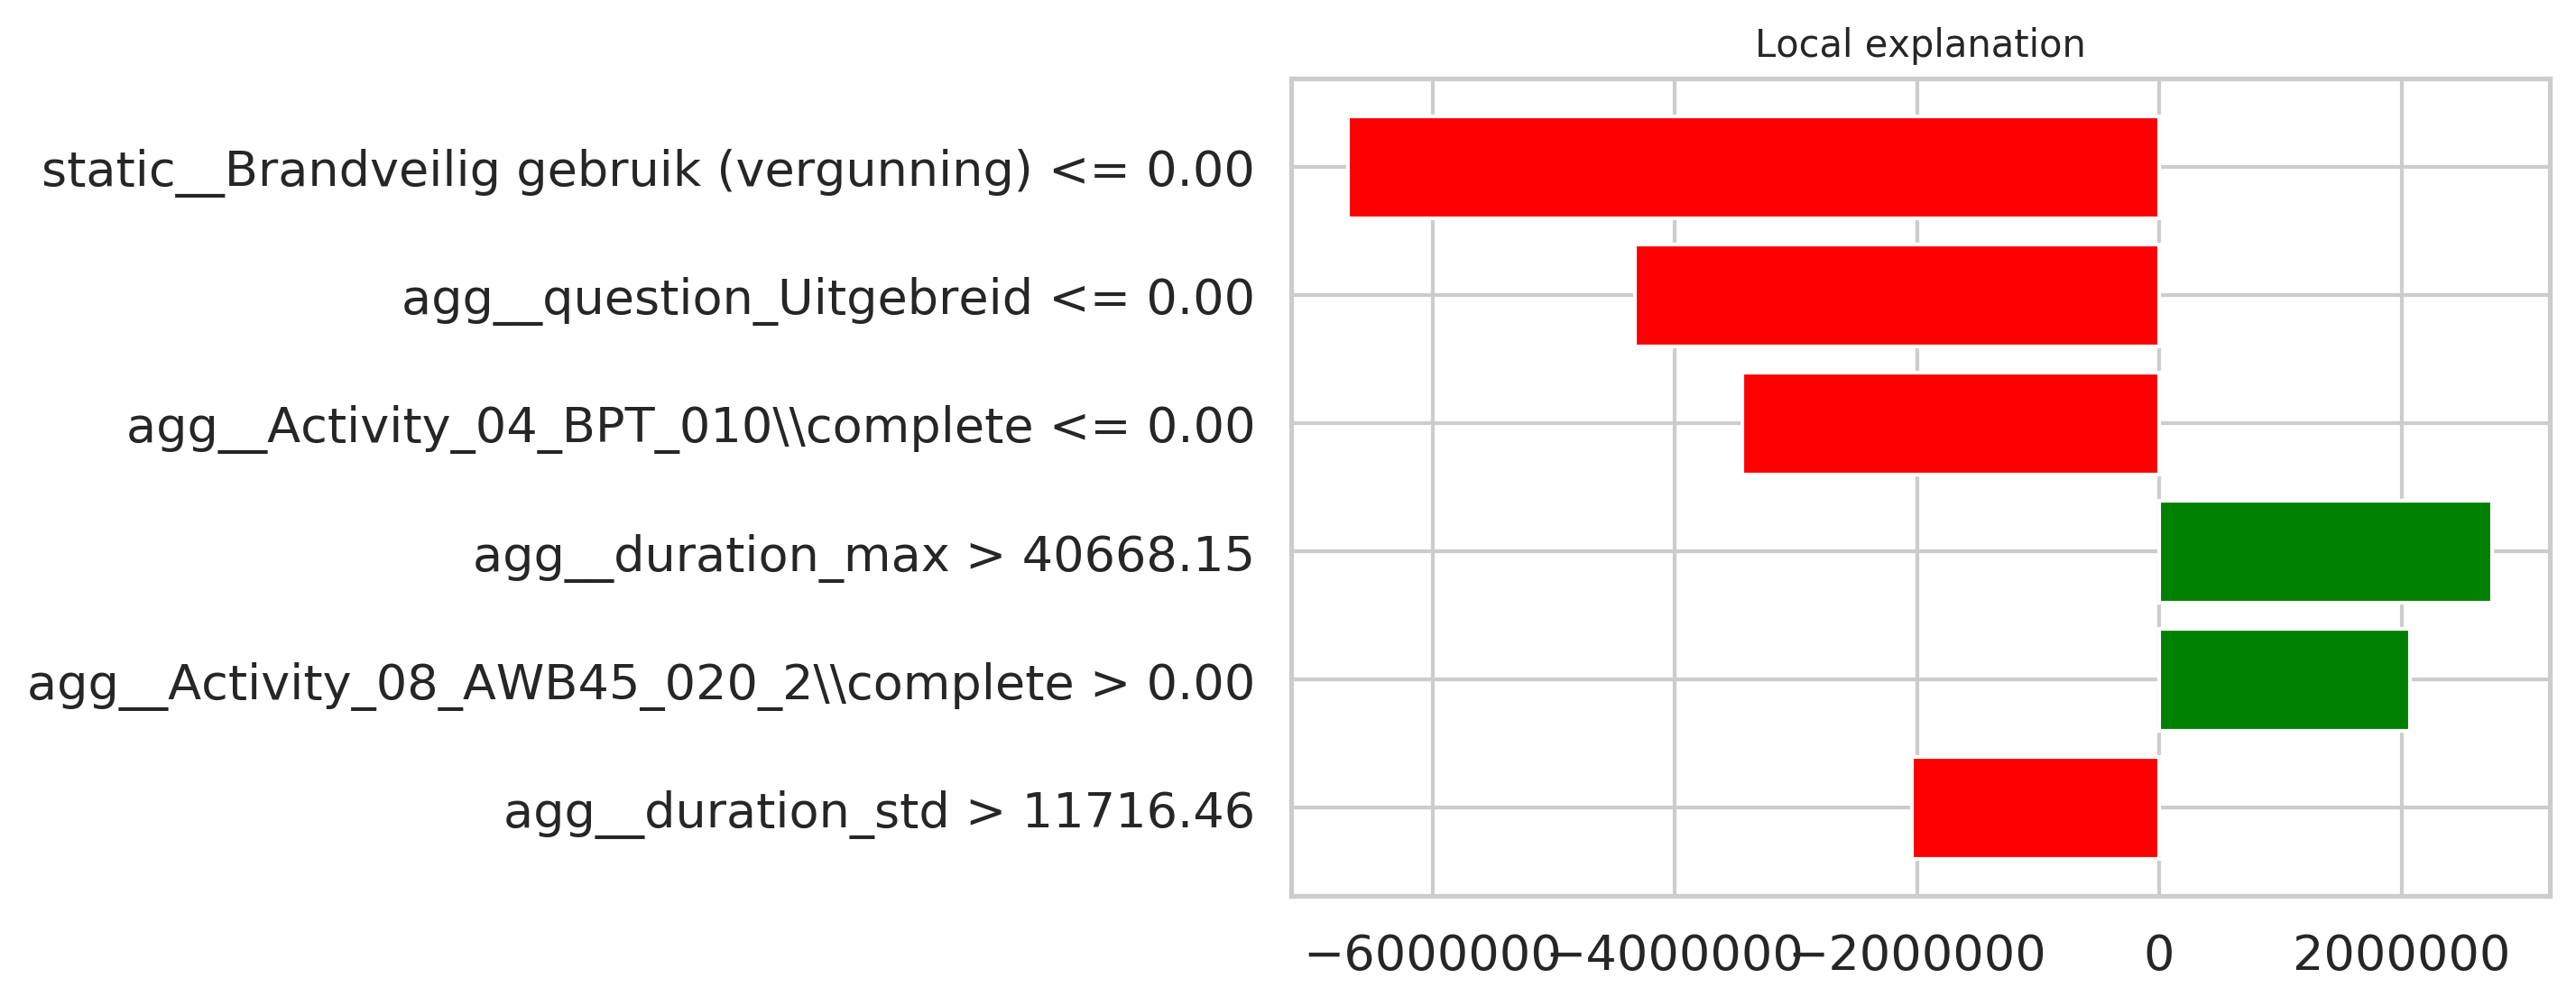 Local explanation
static__Brandveilig gebruik (vergunning) <= 0.00
agg__question_Uitgebreid <= 0.00
agg__Activity_04_BPT_010\\complete <= 0.00
agg__duration_max > 40668.15
agg__Activity_08_AWB45_020_2\\complete > 0.00
agg__duration_std > 11716.46
−6000000 −4000000 −2000000 0 2000000